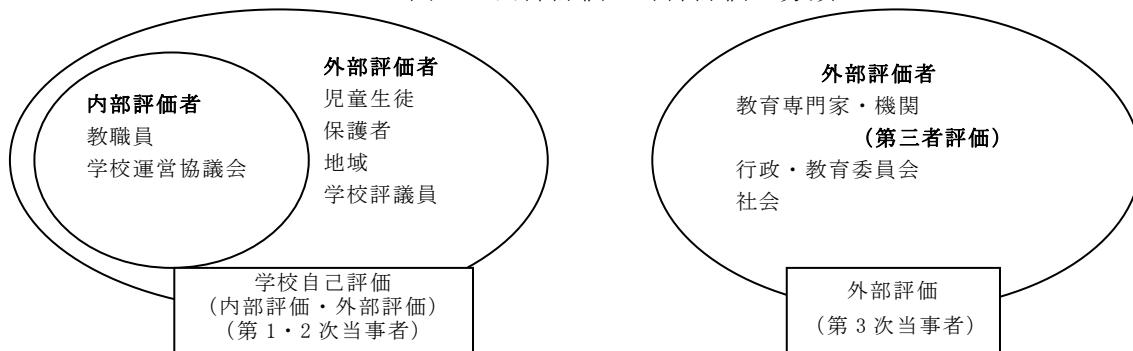 内部評価者
教職員
学校運営協議会
外部評価者
児童生徒
保護者
地域
学校評議員
学校自己評価
(内部評価・外部評価)
(第1・2次当事者)
外部評価者
教育専門家・機関
(第三者評価)
行政・教育委員会
社会
外部評価
(第3次当事者)